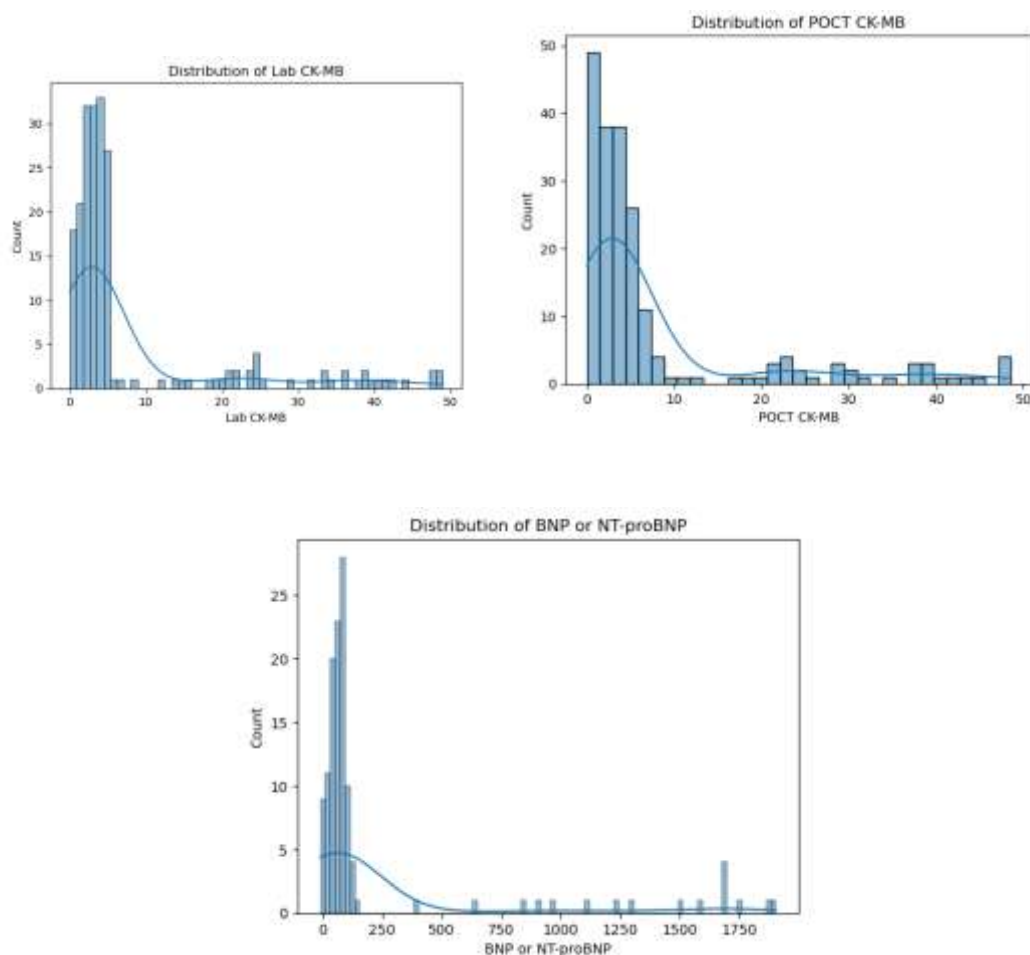 Distribution of Lab CK-MB
Count
30
25
20
15
10
5
0
0 10 20 30 40 50
Lab CK-MB
Distribution of POCT CK-MB
Count
50
40
30
20
10
0
0 10 20 30 40 50
POCT CK-MB
Distribution of BNP or NT-proBNP
Count
25
20
15
10
5
0
0 250 500 750 1000 1250 1500 1750
BNP or NT-proBNP